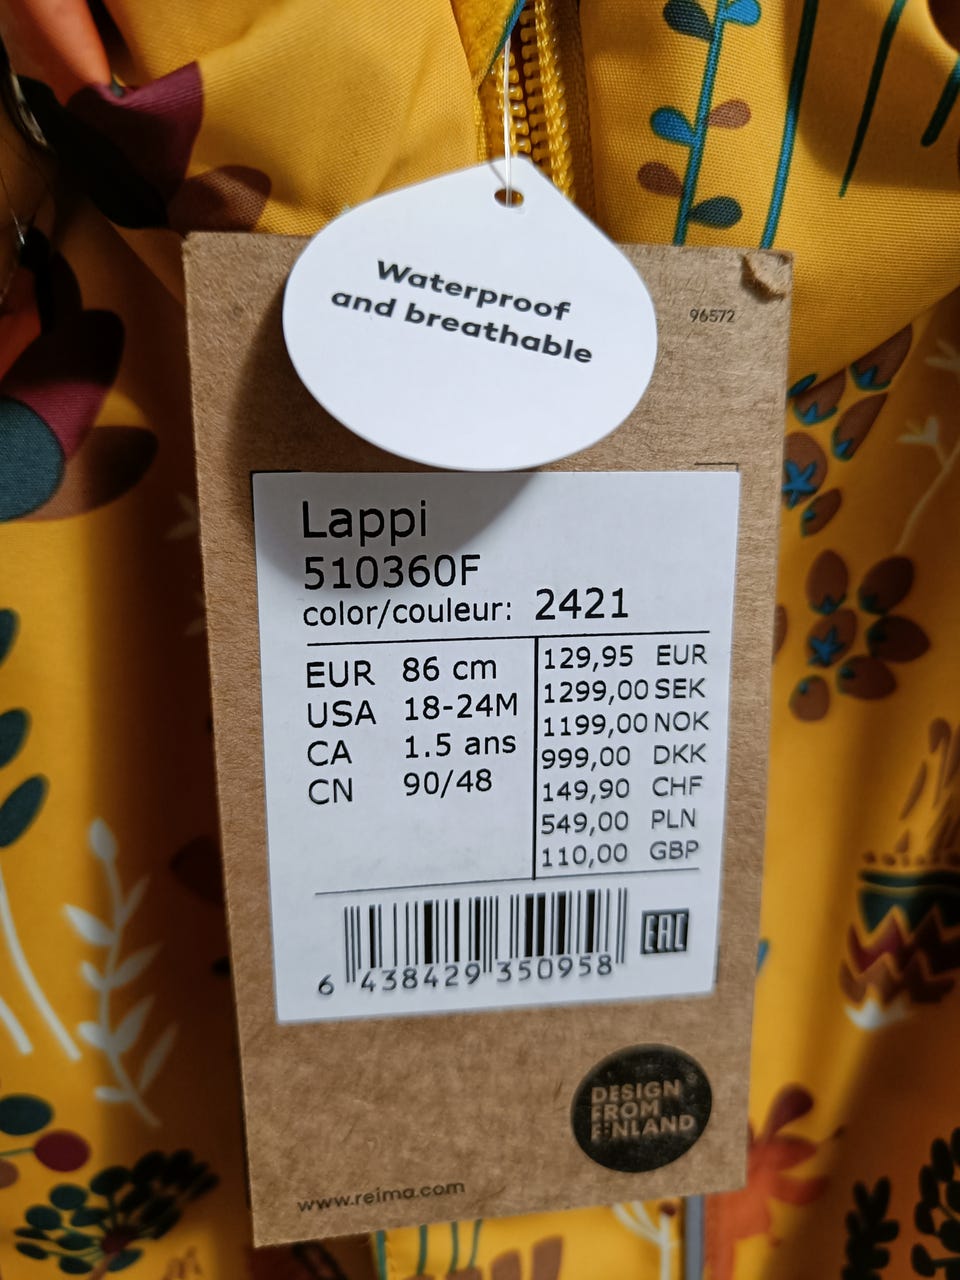 Waterproof
and breathable
96572
Lappi
510360F
color/couleur: 2421
EUR 86 cm
USA 18-24M
CA 1.5 ans
CN 90/48
129,95 EUR
1299,00 SEK
1199,00 NOK
999,00 DKK
149,90 CHF
549,00 PLN
110,00 GBP
6 438429 350958
EAC
DESIGN
FROM
FINLAND
www.reima.com